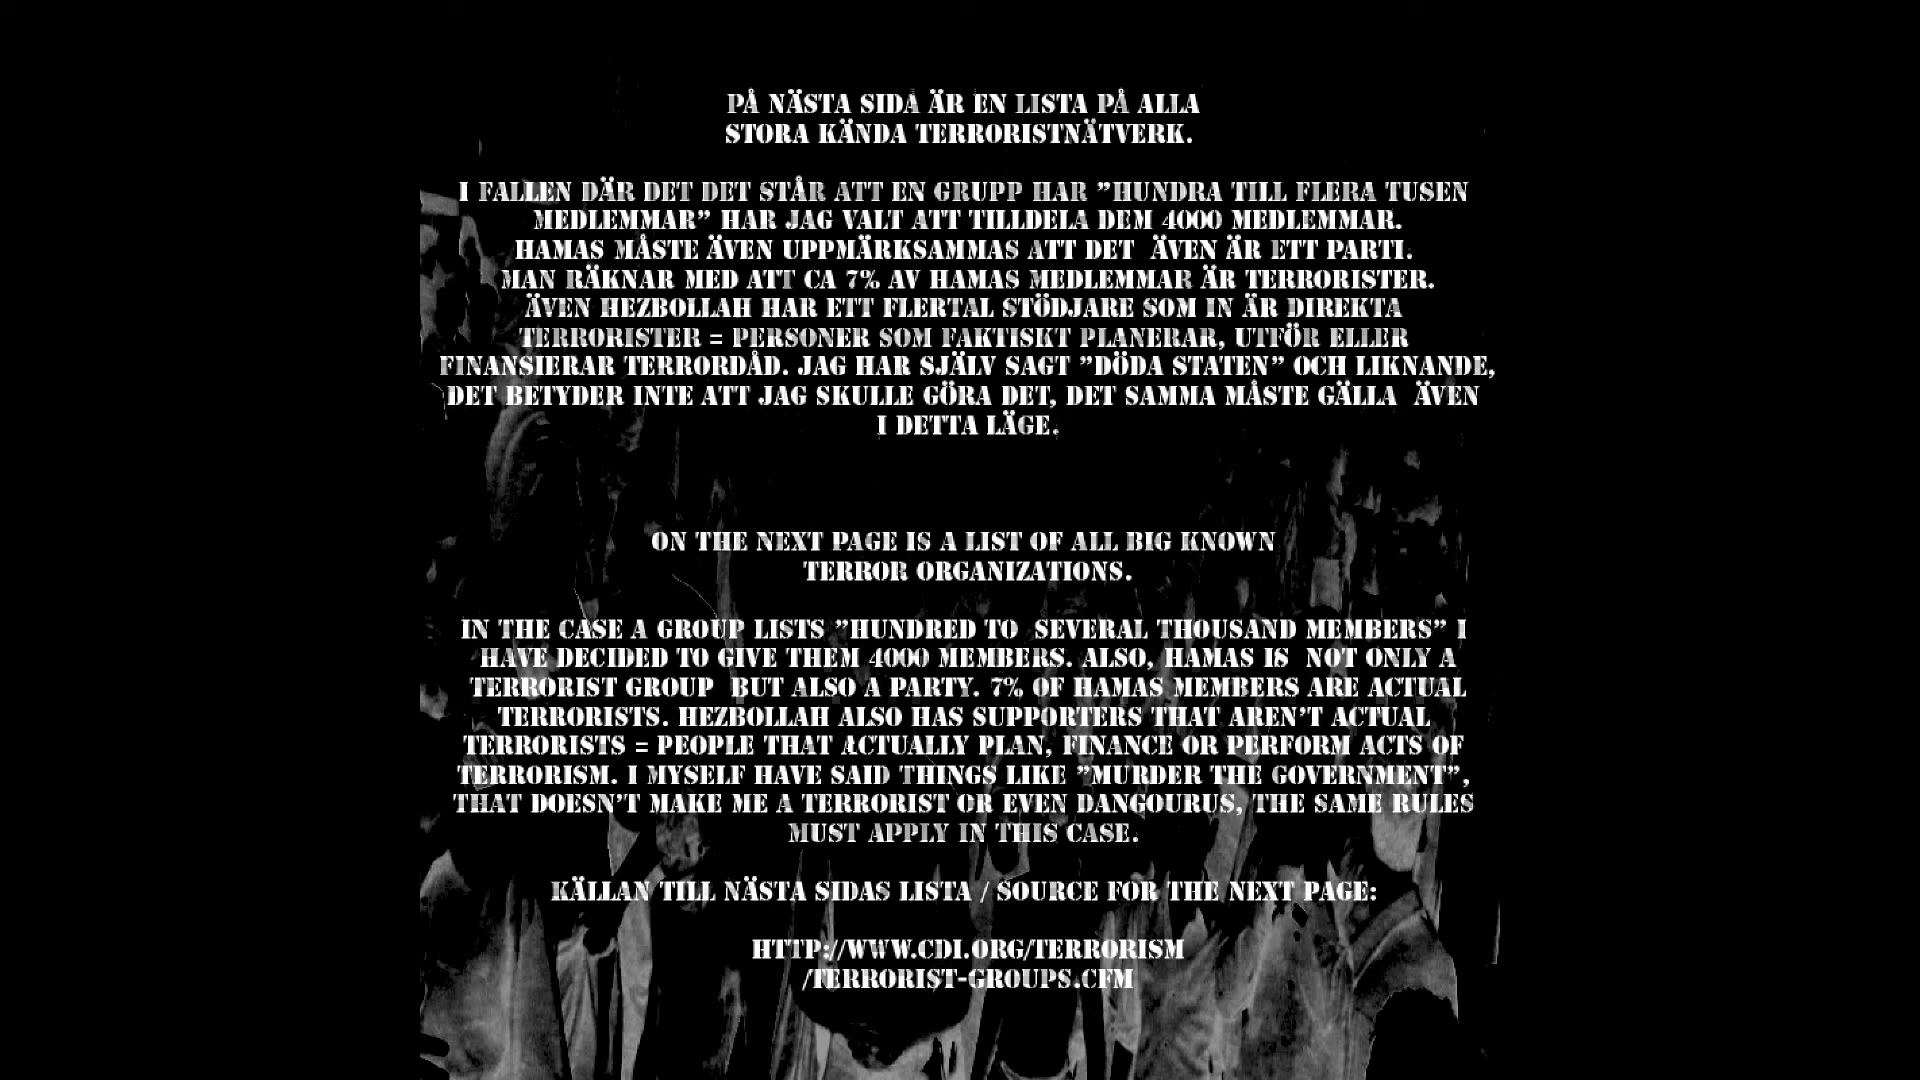 PÅ NÄSTA SIDA ÄR EN LISTA PÅ ALLA
STORA KÄNDA TERRORISTNÄTVERK.
I FALLEN DÄR DET DET STÅR ATT EN GRUPP HAR ”HUNDRA TILL FLERA TUSEN
MEDLEMMAR” HAR JAG VALT ATT TILLDELA DEM 4000 MEDLEMMAR.
HAMAS MÅSTE ÄVEN UPPMÄRKSAMMAS ATT DET ÄVEN ÄR ETT PARTI.
MAN RÄKNAR MED ATT CA 7% AV HAMAS MEDLEMMAR ÄR TERRORISTER.
ÄVEN HEZBOLLAH HAR ETT FLERTAL STÖDJARE SOM IN ÄR DIREKTA
TERRORISTER = PERSONER SOM FAKTISKT PLANERAR, UTFÖR ELLER
FINANSIERAR TERRORDÅD. JAG HAR SJÄLV SAGT ”DÖDA STATEN” OCH LIKNANDE,
DET BETYDER INTE ATT JAG SKULLE GÖRA DET, DET SAMMA MÅSTE GÄLLA ÄVEN
I DETTA LÄGE.
ON THE NEXT PAGE IS A LIST OF ALL BIG KNOWN
TERROR ORGANIZATIONS.
IN THE CASE A GROUP LISTS ”HUNDRED TO SEVERAL THOUSAND MEMBERS” I
HAVE DECIDED TO GIVE THEM 4000 MEMBERS. ALSO, HAMAS IS NOT ONLY A
TERRORIST GROUP BUT ALSO A PARTY. 7% OF HAMAS MEMBERS ARE ACTUAL
TERRORISTS. HEZBOLLAH ALSO HAS SUPPORTERS THAT AREN’T ACTUAL
TERRORISTS = PEOPLE THAT ACTUALLY PLAN, FINANCE OR PERFORM ACTS OF
TERRORISM. I MYSELF HAVE SAID THINGS LIKE ”MURDER THE GOVERNMENT”,
THAT DOESN’T MAKE ME A TERRORIST OR EVEN DANGOURUS, THE SAME RULES
MUST APPLY IN THIS CASE.
KÄLLAN TILL NÄSTA SIDAS LISTA / SOURCE FOR THE NEXT PAGE:
HTTP://WWW.CDI.ORG/TERRORISM
/TERRORIST-GROUPS.CFM